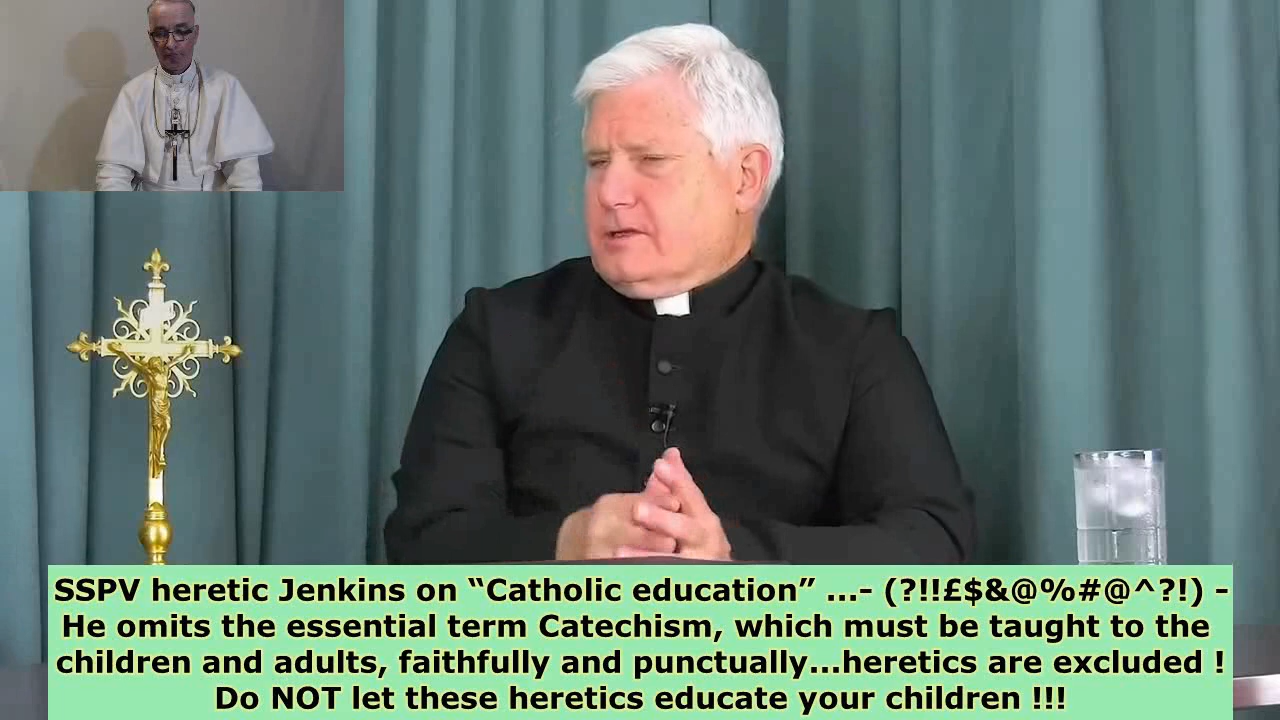 SSPV heretic Jenkins on “Catholic education” ...- (?!!£$&@%#@^?!) -
He omits the essential term Catechism, which must be taught to the
children and adults, faithfully and punctually...heretics are excluded !
Do NOT let these heretics educate your children !!!